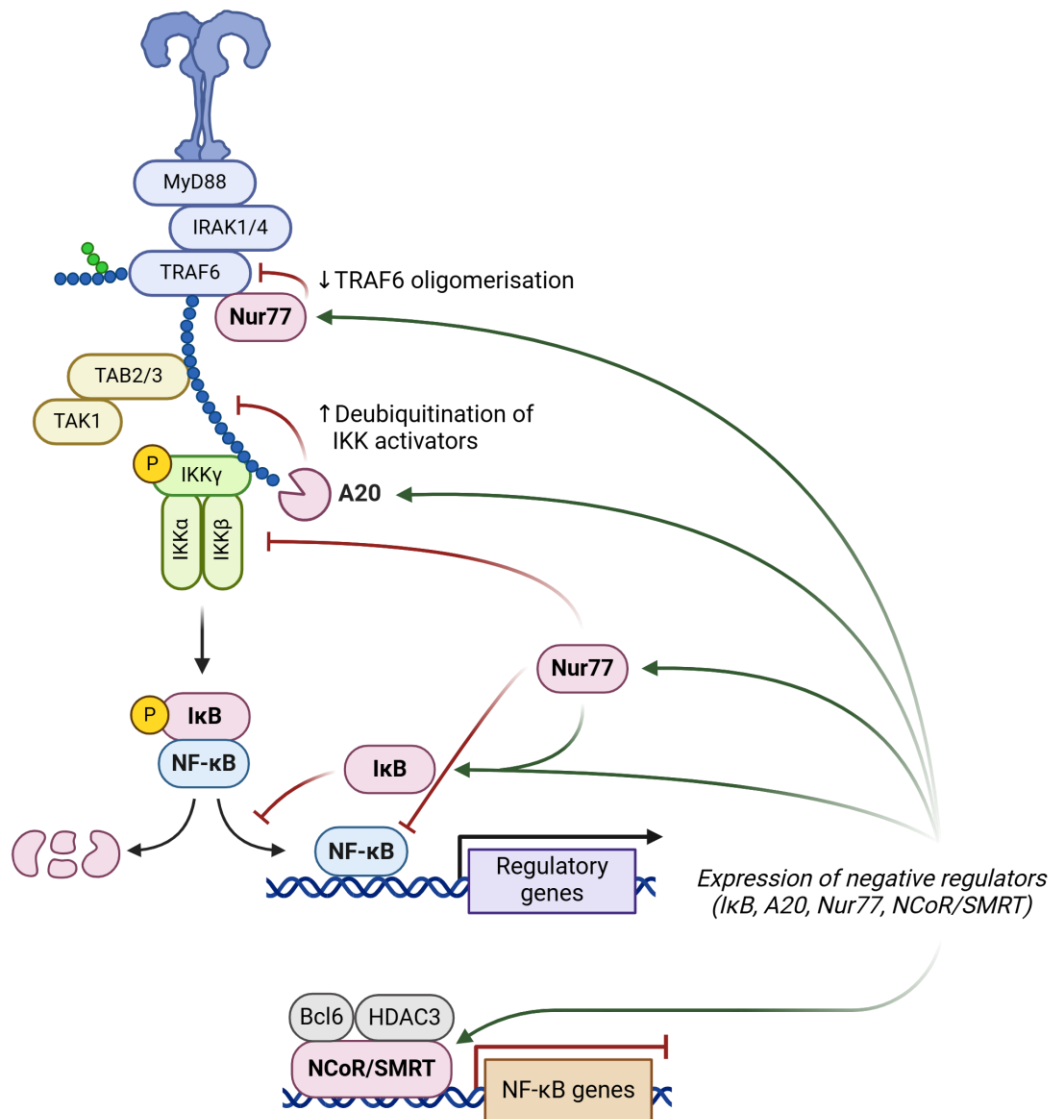 MyD88
IRAK1/4
TRAF6
↓TRAF6 oligomerisation
Nur77
TAB2/3
TAK1
↑Deubiquitination of
IKK activators
P
IKKγ
A20
IKKα
IKKβ
Nur77
P
IκB
NF-κB
IκB
NF-κB
Regulatory
genes
Expression of negative regulators
(IκB, A20, Nur77, NCoR/SMRT)
Bcl6
HDAC3
NCoR/SMRT
NF-κB genes